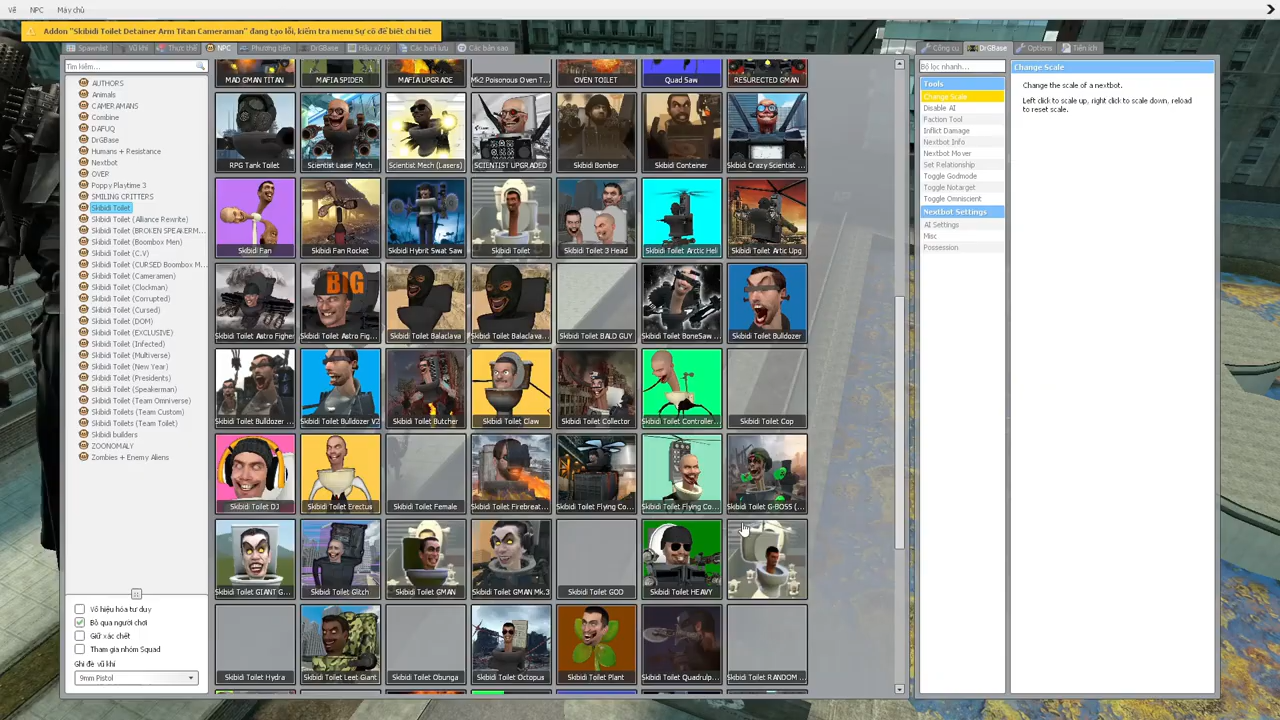 Vẽ NPC Máy chủ
Addon "Skibidi Toilet Detainer Arm Titan Cameraman" đang tạo lỗi, kiểm tra menu Sự cố để biết chi tiết
Spawnlist Vũ khí Thực thể NPC Phương tiện DrGBase Hậu xử lý Các bản lưu Các bản sao
Công cụ DrGBase Options Tiện ích
Tìm kiếm...
AUTHORS
Animals
CAMERAMANS
Combine
DAFUQ
DrGBase
Humans + Resistance
Nextbot
OVER
Poppy Playtime 3
SMILING CRITTERS
Skibidi Toilet
Skibidi Toilet (Alliance Rewrite)
Skibidi Toilet (BROKEN SPEAKERM...
Skibidi Toilet (Boombox Men)
Skibidi Toilet (C.V)
Skibidi Toilet (CURSED Boombox M...
Skibidi Toilet (Cameramen)
Skibidi Toilet (Clockman)
Skibidi Toilet (Corrupted)
Skibidi Toilet (Cursed)
Skibidi Toilet (DOM)
Skibidi Toilet (EXCLUSIVE)
Skibidi Toilet (Infected)
Skibidi Toilet (Multiverse)
Skibidi Toilet (New Year)
Skibidi Toilet (Presidents)
Skibidi Toilet (Speakerman)
Skibidi Toilet (Team Omniverse)
Skibidi Toilets (Team Custom)
Skibidi Toilets (Team Toilet)
Skibidi builders
ZOONOMALY
Zombies + Enemy Aliens
Vô hiệu hóa tư duy
Bỏ qua người chơi
Giữ xác chết
Tham gia nhóm Squad
Ghi đè vũ khí
9mm Pistol
MAD GMAN TITAN MAFIA SPIDER MAFIA UPGRADE Mk2 Poisonous Oven T... OVEN TOILET Quad Saw RESURECTED GMAN
RPG Tank Toilet Scientist Laser Mech Scientist Mech (Lasers) SCIENTIST UPGRADED Skibidi Bomber Skibidi Conteiner Skibidi Crazy Scientist ...
Skibidi Fan Skibidi Fan Rocket Skibidi Hybrit Swat Saw Skibidi Toilet Skibidi Toilet 3 Head Skibidi Toilet Arctic Heli Skibidi Toilet Artic Upg
BIG
Skibidi Toilet Astro Figher Skibidi Toilet Astro Fig... Skibidi Toilet Balaclava Skibidi Toilet Balaclava... Skibidi Toilet BALD GUY Skibidi Toilet BoneSaw ... Skibidi Toilet Bulldozer
Skibidi Toilet Bulldozer ... Skibidi Toilet Bulldozer V2 Skibidi Toilet Butcher Skibidi Toilet Claw Skibidi Toilet Collector Skibidi Toilet Controller... Skibidi Toilet Cop
Skibidi Toilet DJ Skibidi Toilet Erectus Skibidi Toilet Female Skibidi Toilet Firebreat... Skibidi Toilet Flying Co... Skibidi Toilet Flying Co... Skibidi Toilet G-BOSS (...
Skibidi Toilet GIANT G... Skibidi Toilet Glitch Skibidi Toilet GMAN Skibidi Toilet GMAN Mk.3 Skibidi Toilet GOD Skibidi Toilet HEAVY
Skibidi Toilet Hydra Skibidi Toilet Leet Giant Skibidi Toilet Obunga Skibidi Toilet Octopus Skibidi Toilet Plant Skibidi Toilet Quadrulp... Skibidi Toilet RANDOM ...
Bộ lọc nhanh...
Tools
Change Scale
Disable AI
Faction Tool
Inflict Damage
Nextbot Info
Nextbot Mover
Set Relationship
Toggle Godmode
Toggle Notarget
Toggle Omniscient
Nextbot Settings
AI Settings
Misc
Possession
Change Scale
Change the scale of a nextbot.
Left click to scale up, right click to scale down, reload
to reset scale.